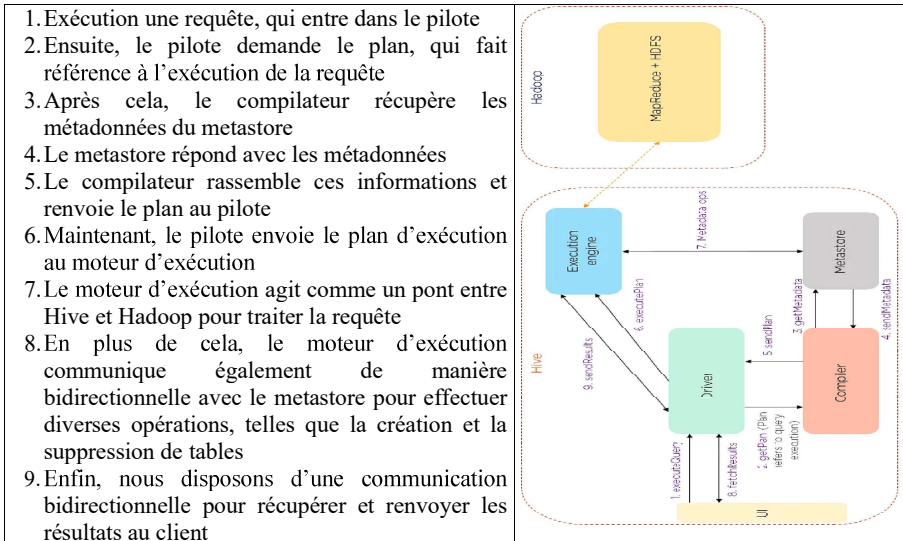 1. Exécution une requête, qui entre dans le pilote
2. Ensuite, le pilote demande le plan, qui fait
référence à l'exécution de la requête
3. Après cela, le compilateur récupère les
métadonnées du metastore
4. Le metastore répond avec les métadonnées
5. Le compilateur rassemble ces informations et
renvoie le plan au pilote
6. Maintenant, le pilote envoie le plan d'exécution
au moteur d'exécution
7. Le moteur d'exécution agit comme un pont entre
Hive et Hadoop pour traiter la requête
8. En plus de cela, le moteur d'exécution
communique également de manière
bidirectionnelle avec le metastore pour effectuer
diverses opérations, telles que la création et la
suppression de tables
9. Enfin, nous disposons d'une communication
bidirectionnelle pour récupérer et renvoyer les
résultats au client
Hadoop
MapReduce + HDFS
Hive
Execution
engine
7. Metadata ops
Metastore
9. sendResults
6. executePlan
3. getMetadata
4. sendMetadata
Driver
5. sendPlan
Compiler
2. getPlan (Plan
refers to query
execution)
1. executeQuery
8. fetchResults
UI